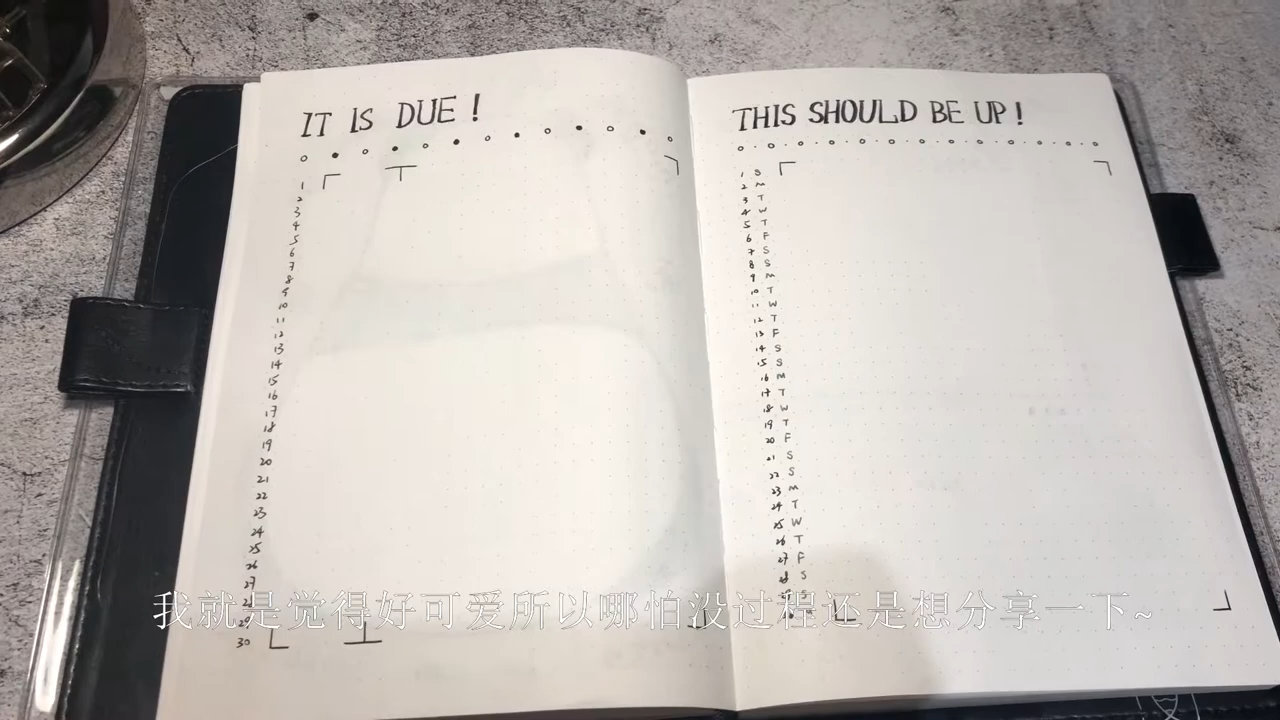 IT IS DUE!
1
2
3
4
5
6
7
8
9
10
11
12
13
14
15
16
17
18
19
20
21
22
23
24
25
26
27
28
29
30
THIS SHOULD BE UP!
1 S
2 M
3 T
4 W
5 T
6 F
7 S
8 S
9 M
10 T
11 W
12 T
13 F
14 S
15 S
16 M
17 T
18 W
19 T
20 F
21 S
22 S
23 M
24 T
25 W
26 T
27 F
28 S
S
我就是觉得好可爱所以哪怕没过程还是想分享一下~